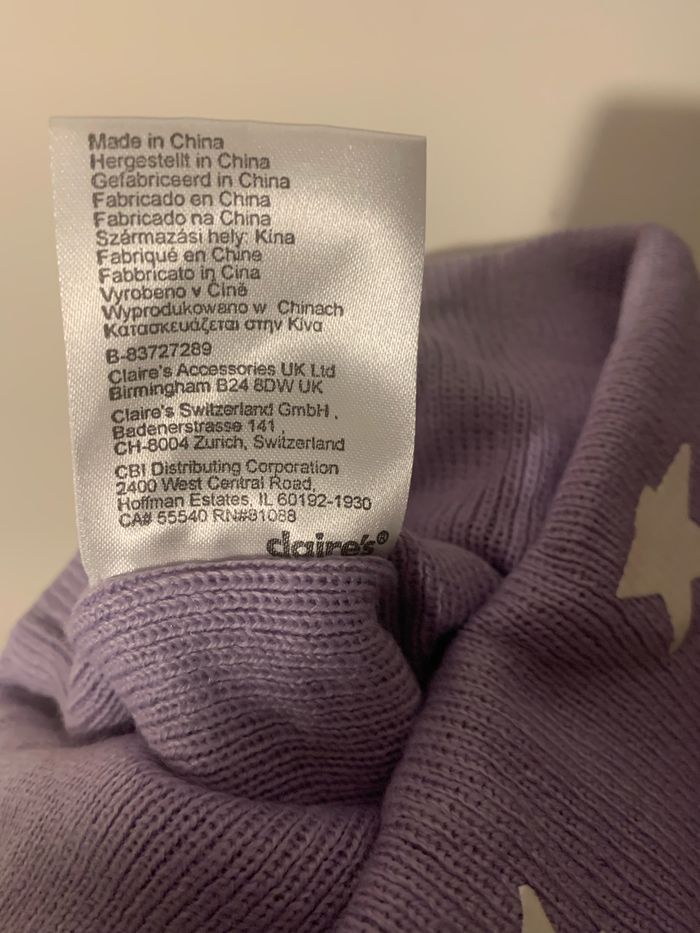 Made in China
Hergestellt in China
Gefabriceerd in China
Fabricado en China
Fabricado na China
Származási hely: Kína
Fabriqué en Chine
Fabbricato in Cina
Vyrobeno v Číně
Wyprodukowano w Chinach
Κατασκευάζεται στην Κίνα
B-83727289
Claire's Accessories UK Ltd
Birmingham B24 8DW UK
Claire's Switzerland GmbH ,
Badenerstrasse 141 ,
CH-8004 Zurich, Switzerland
CBI Distributing Corporation
2400 West Central Road,
Hoffman Estates, IL 60192-1930
CA# 55540 RN#81088
claire's®